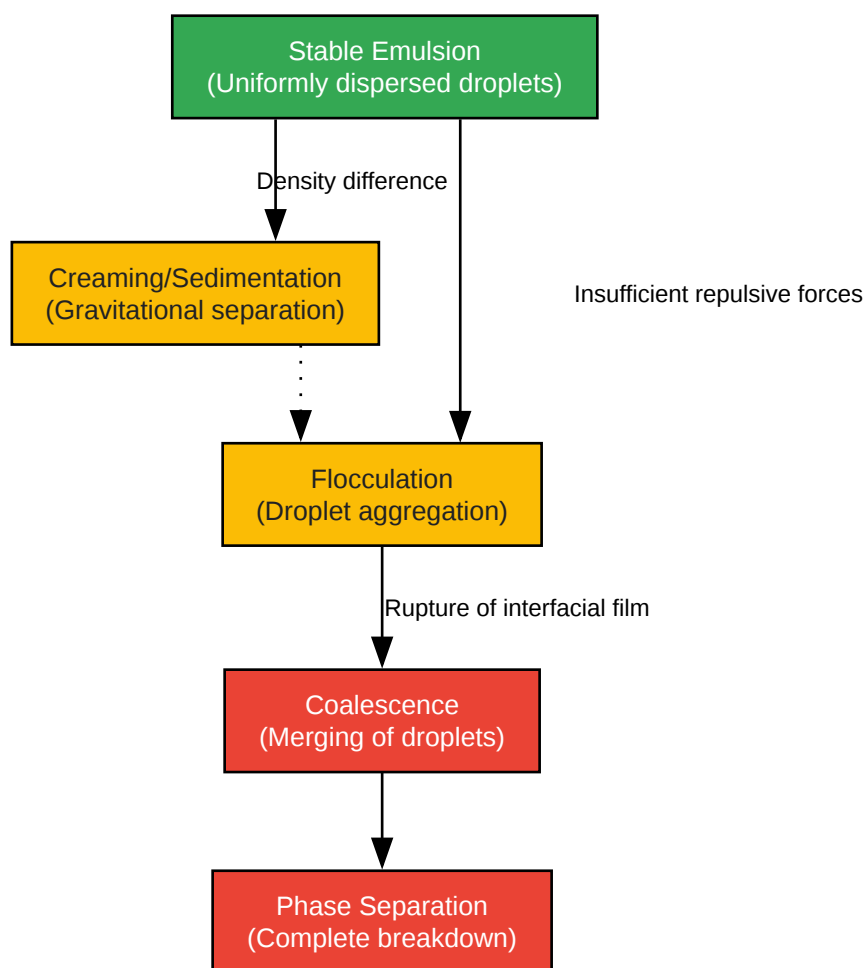 Stable Emulsion
(Uniformly dispersed droplets)
Density difference
Creaming/Sedimentation
(Gravitational separation)
Insufficient repulsive forces
Flocculation
(Droplet aggregation)
Rupture of interfacial film
Coalescence
(Merging of droplets)
Phase Separation
(Complete breakdown)